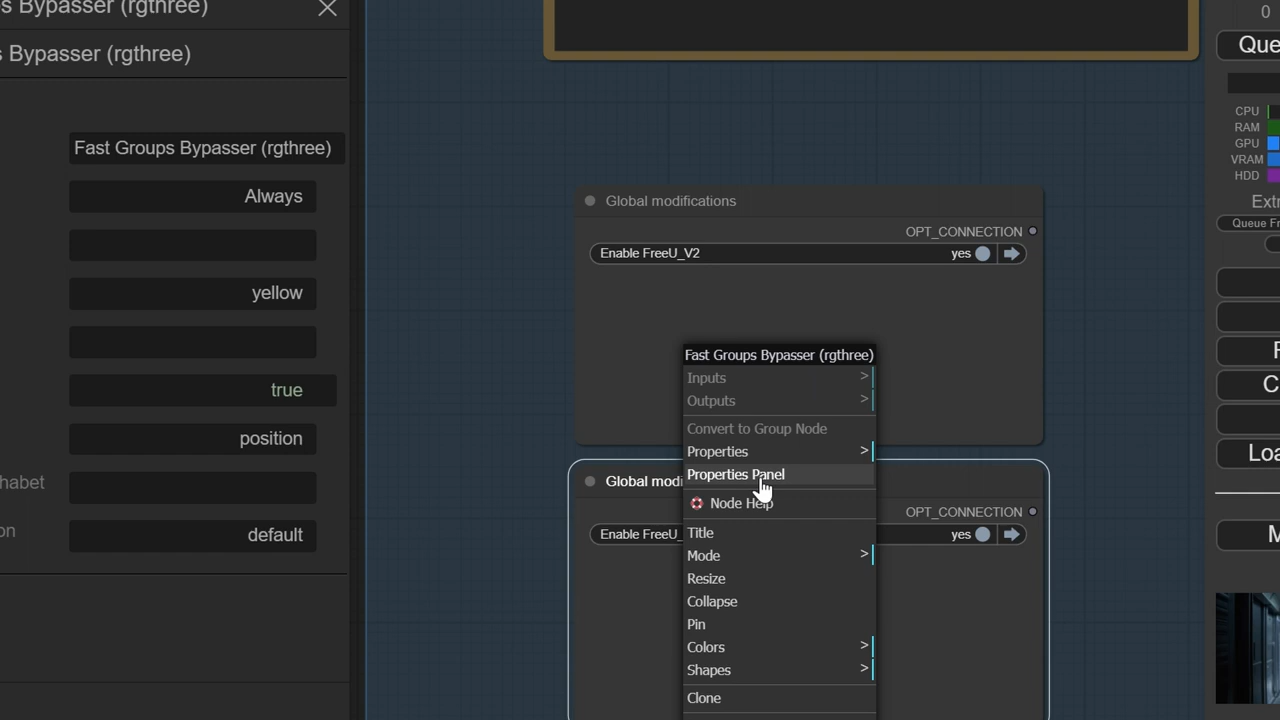 s Bypasser (rgthree)
s Bypasser (rgthree)
Fast Groups Bypasser (rgthree)
Always
yellow
true
position
habet
on
default
Global modifications
OPT_CONNECTION
Enable FreeU_V2
yes
Fast Groups Bypasser (rgthree)
Inputs >
Outputs >
Convert to Group Node
Properties >
Properties Panel
Node Help
Title
Mode >
Resize
Collapse
Pin
Colors >
Shapes >
Clone
Global modi
OPT_CONNECTION
Enable FreeU_
yes
0
Que
CPU
RAM
GPU
VRAM
HDD
Extr
Queue Fr
F
C
Loa
M